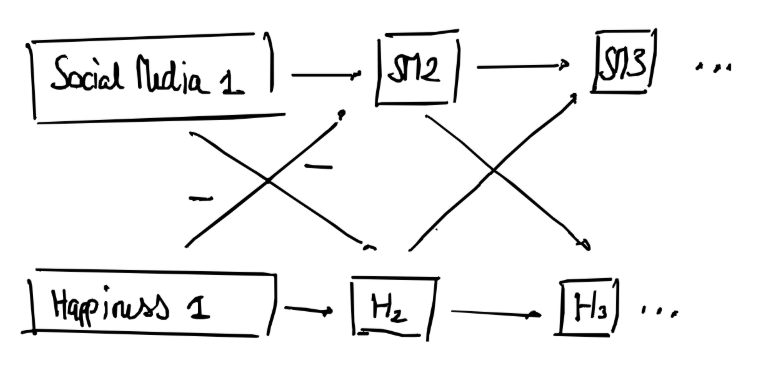 Social Media 1 SM2 SM3 ...
— —
Happiness 1 H2 H3 ...